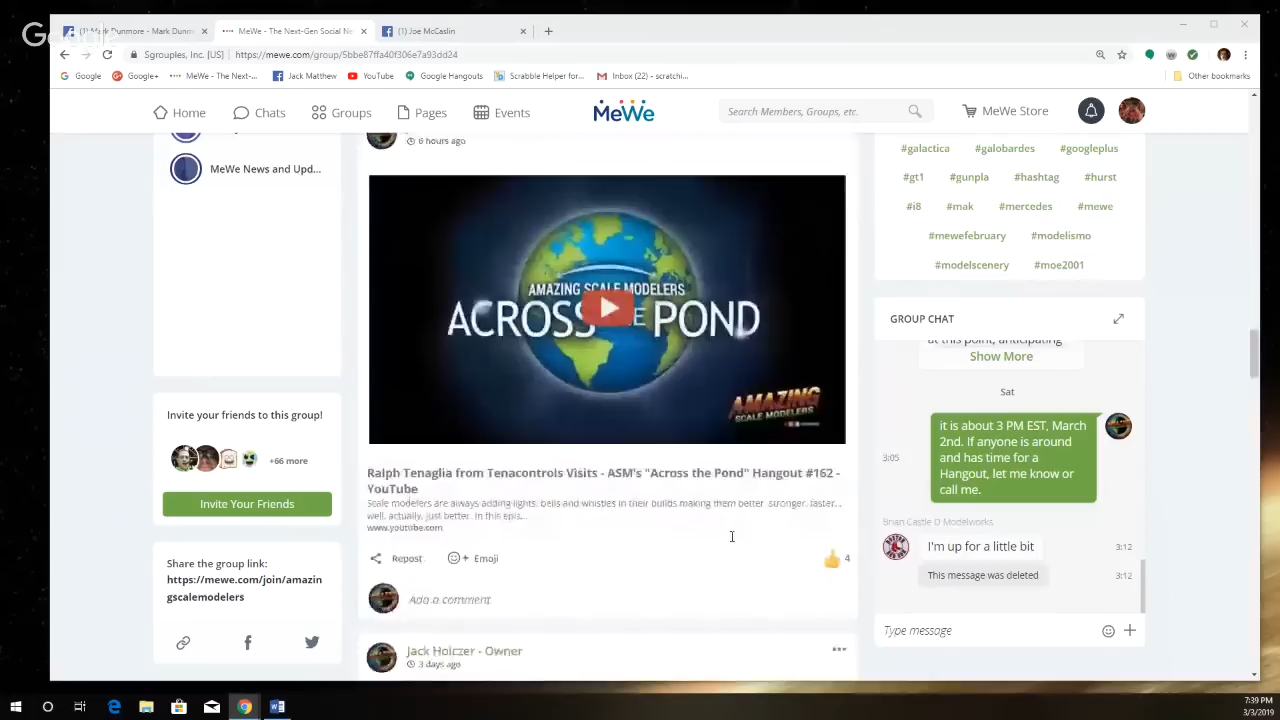 (1) Mark Dunmore - Mark Dunm
MeWe - The Next-Gen Social Ne
(1) Joe McCaslin
Sgrouples, Inc. [US] https://mewe.com/group/5bbe87ffa40f306e7a93dd24
Google Google+ MeWe - The Next-... Jack Matthew YouTube Google Hangouts Scrabble Helper for... Inbox (22) - scratchi... Other bookmarks
Home Chats Groups Pages Events MeWe Search Members, Groups, etc. MeWe Store
6 hours ago
MeWe News and Upd...
#galactica #galobardes #googleplus
#gt1 #gunpla #hashtag #hurst
#i8 #mak #mercedes #mewe
#mewefebruary #modelismo
#modelscenery #moe2001
AMAZING SCALE MODELERS
ACROSS THE POND
AMAZING
SCALE MODELERS
Ralph Tenaglia from Tenacontrols Visits - ASM's "Across the Pond" Hangout #162 -
YouTube
Scale modelers are always adding lights, bells and whistles in their builds making them better, stronger, faster...
well, actually, just better. In this epis...
www.youtube.com
Repost Emoji 4
Add a comment
Jack Holczer - Owner
3 days ago
Invite your friends to this group!
+66 more
Invite Your Friends
Share the group link:
https://mewe.com/join/amazin
gscalemodelers
GROUP CHAT
at this point, anticipating
Show More
Sat
it is about 3 PM EST, March
2nd. If anyone is around
and has time for a
Hangout, let me know or
call me.
3:05
Brian Castle D Modelworks
I'm up for a little bit 3:12
This message was deleted 3:12
Type message
7:39 PM
3/3/2019